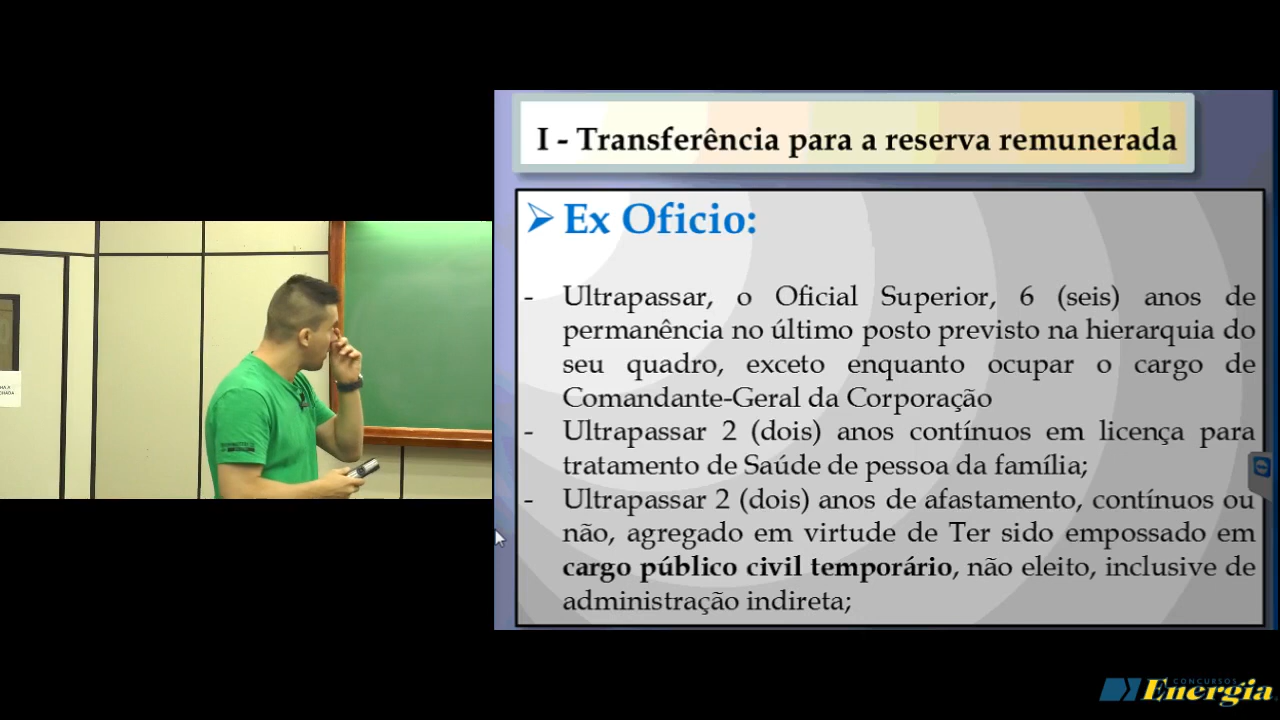 I - Transferência para a reserva remunerada
➢ Ex Oficio:
- Ultrapassar, o Oficial Superior, 6 (seis) anos de
permanência no último posto previsto na hierarquia do
seu quadro, exceto enquanto ocupar o cargo de
Comandante-Geral da Corporação
- Ultrapassar 2 (dois) anos contínuos em licença para
tratamento de Saúde de pessoa da família;
- Ultrapassar 2 (dois) anos de afastamento, contínuos ou
não, agregado em virtude de Ter sido empossado em
cargo público civil temporário, não eleito, inclusive de
administração indireta;
CONCURSOS
Energia